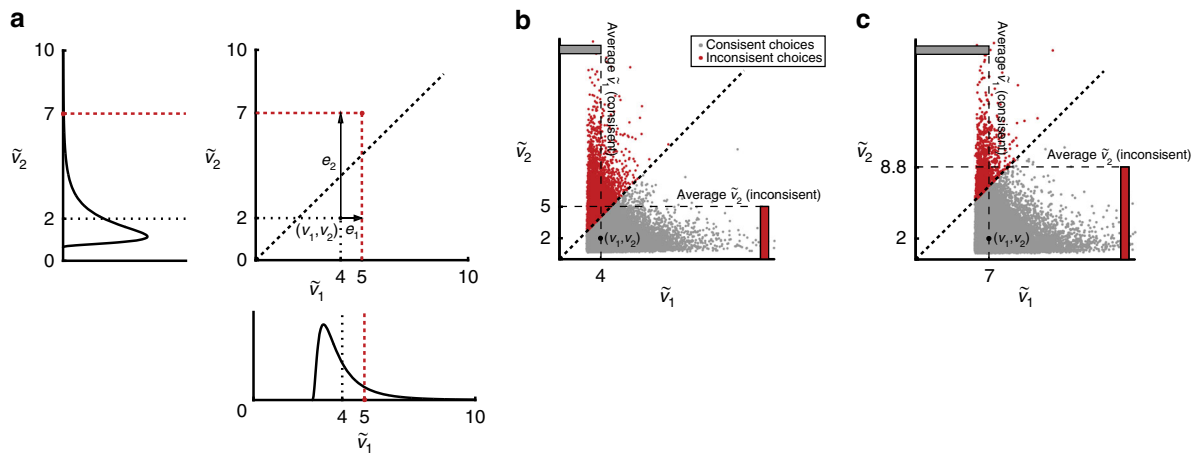 a
10
7
ṽ₂
2
0
10
7
ṽ₂
e₂
2
(v₁,v₂)
e₁
0
4
5
10
ṽ₁
0
4
5
10
ṽ₁
b
Average ṽ₁ (consisent)
Consisent choices
Inconsisent choices
ṽ₂
Average ṽ₂ (inconsisent)
5
2
(v₁,v₂)
4
ṽ₁
c
Average ṽ₁ (consisent)
ṽ₂
Average ṽ₂ (inconsisent)
8.8
2
(v₁,v₂)
7
ṽ₁